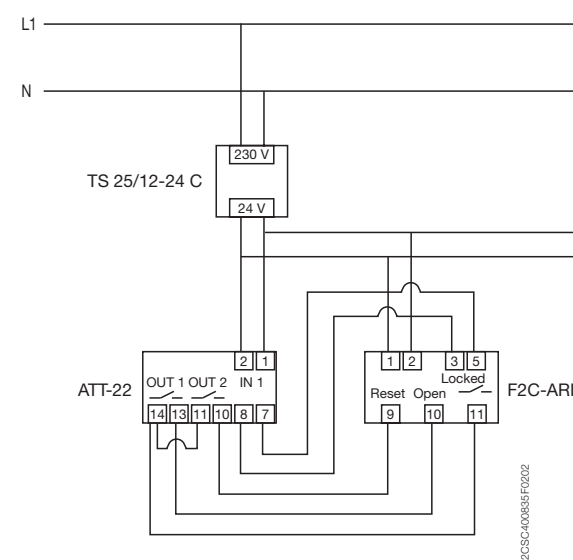 L1
N
230 V
TS 25/12-24 C
24 V
2 1
1 2 3 5
ATT-22
OUT 1 OUT 2 IN 1
Locked
Reset Open
F2C-ARI
14 13 11 10 8 7
9 10 11
2CSC400835F0202